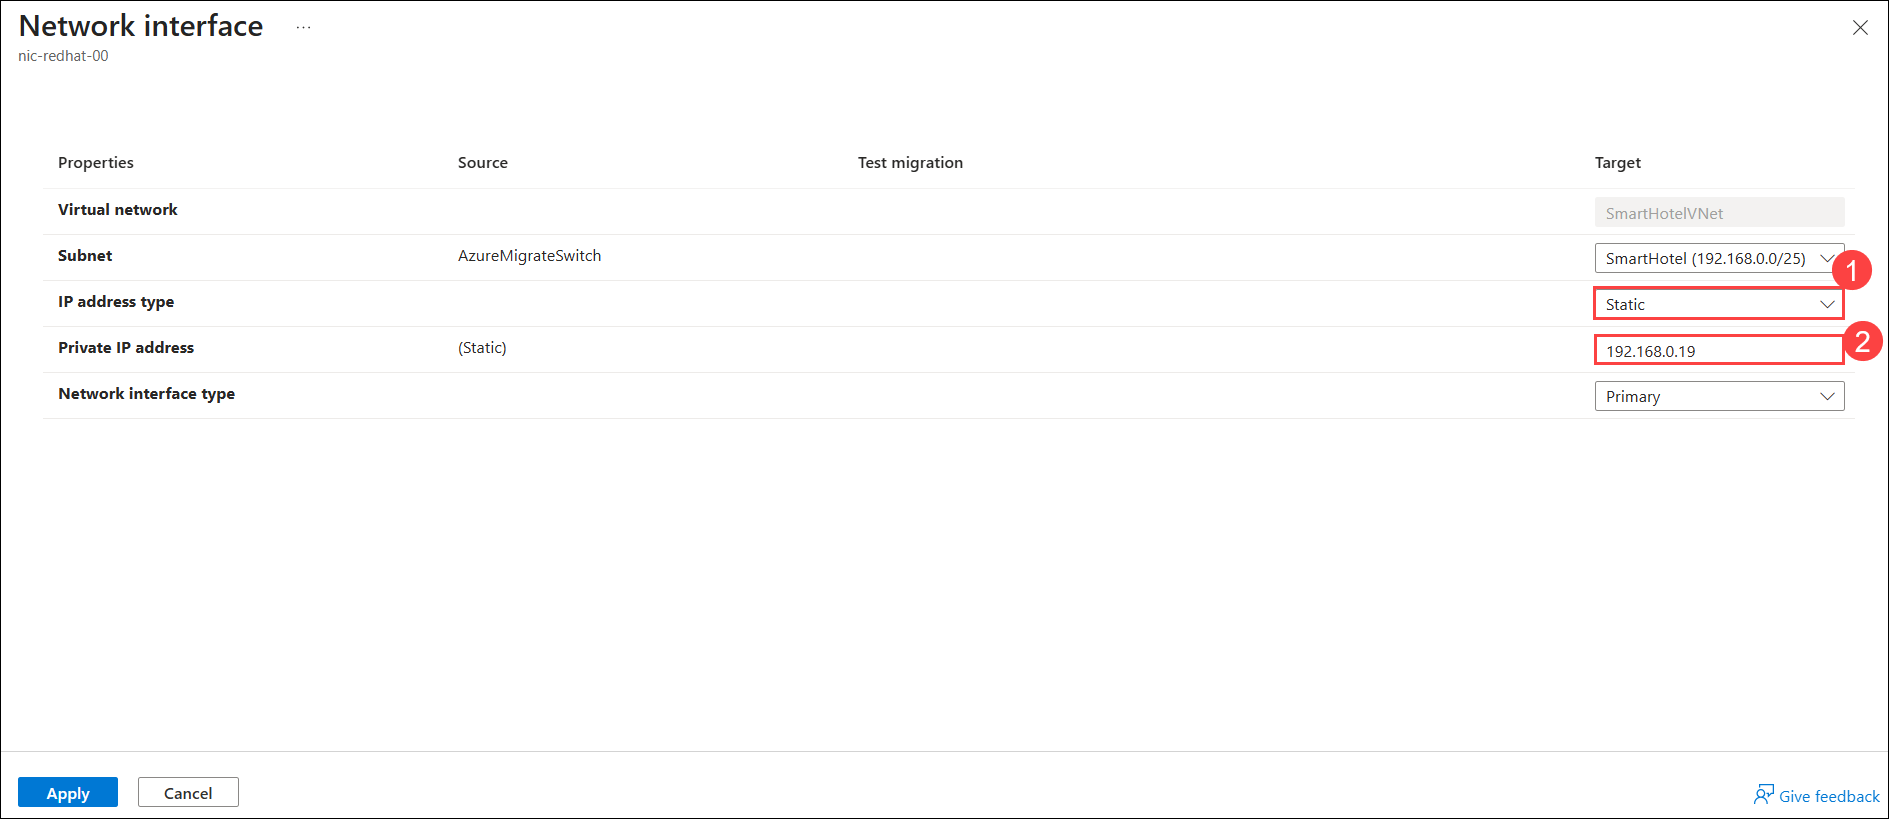 Network interface ...
nic-redhat-00
Properties Source Test migration Target
Virtual network SmartHotelVNet
Subnet AzureMigrateSwitch SmartHotel (192.168.0.0/25)
1
IP address type Static
Private IP address (Static) 192.168.0.19
2
Network interface type Primary
Apply Cancel Give feedback